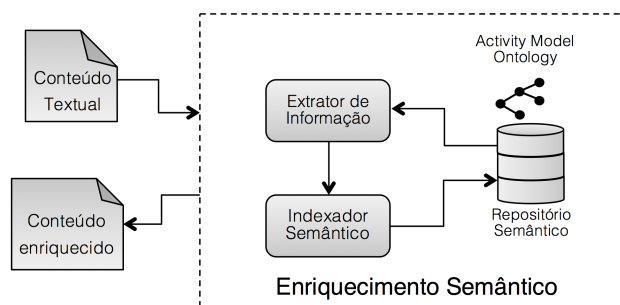 Conteúdo
Textual
Activity Model
Ontology
Extrator de
Informação
Conteúdo
enriquecido
Indexador
Semântico
Repositório
Semântico
Enriquecimento Semântico